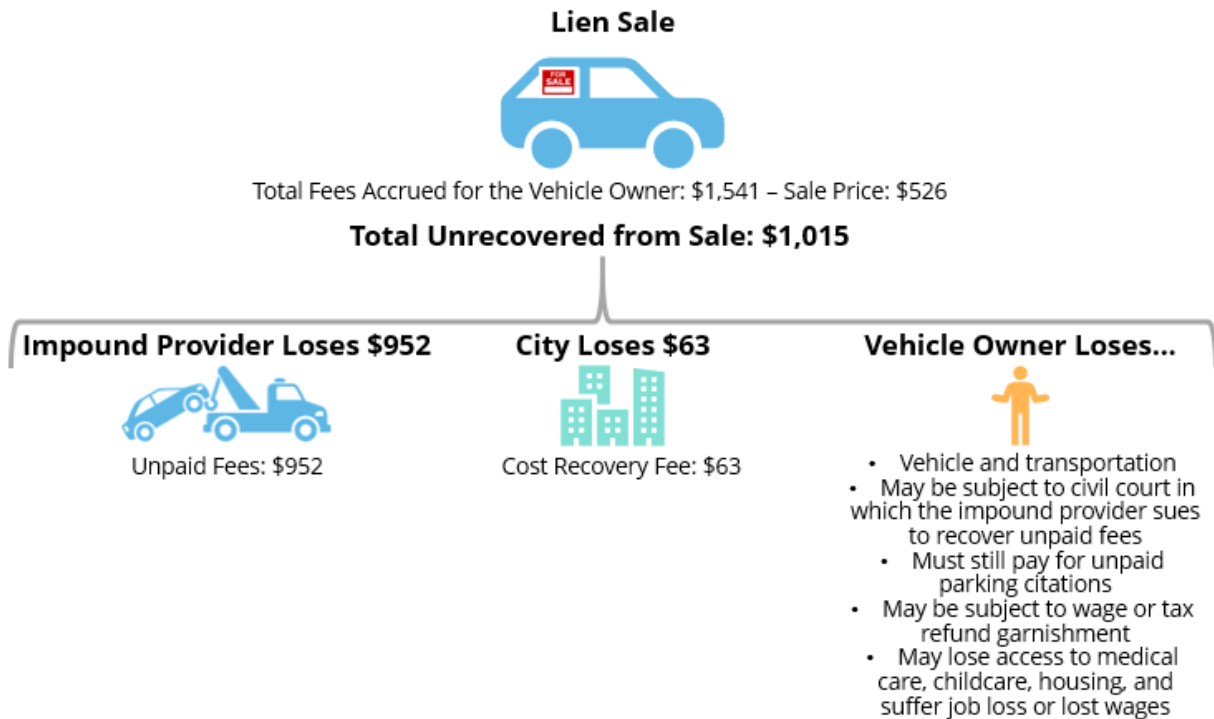 Lien Sale
FOR
SALE
Total Fees Accrued for the Vehicle Owner: $1,541 – Sale Price: $526
Total Unrecovered from Sale: $1,015
Impound Provider Loses $952
Unpaid Fees: $952
City Loses $63
Cost Recovery Fee: $63
Vehicle Owner Loses...
• Vehicle and transportation
• May be subject to civil court in
which the impound provider sues
to recover unpaid fees
• Must still pay for unpaid
parking citations
• May be subject to wage or tax
refund garnishment
• May lose access to medical
care, childcare, housing, and
suffer job loss or lost wages